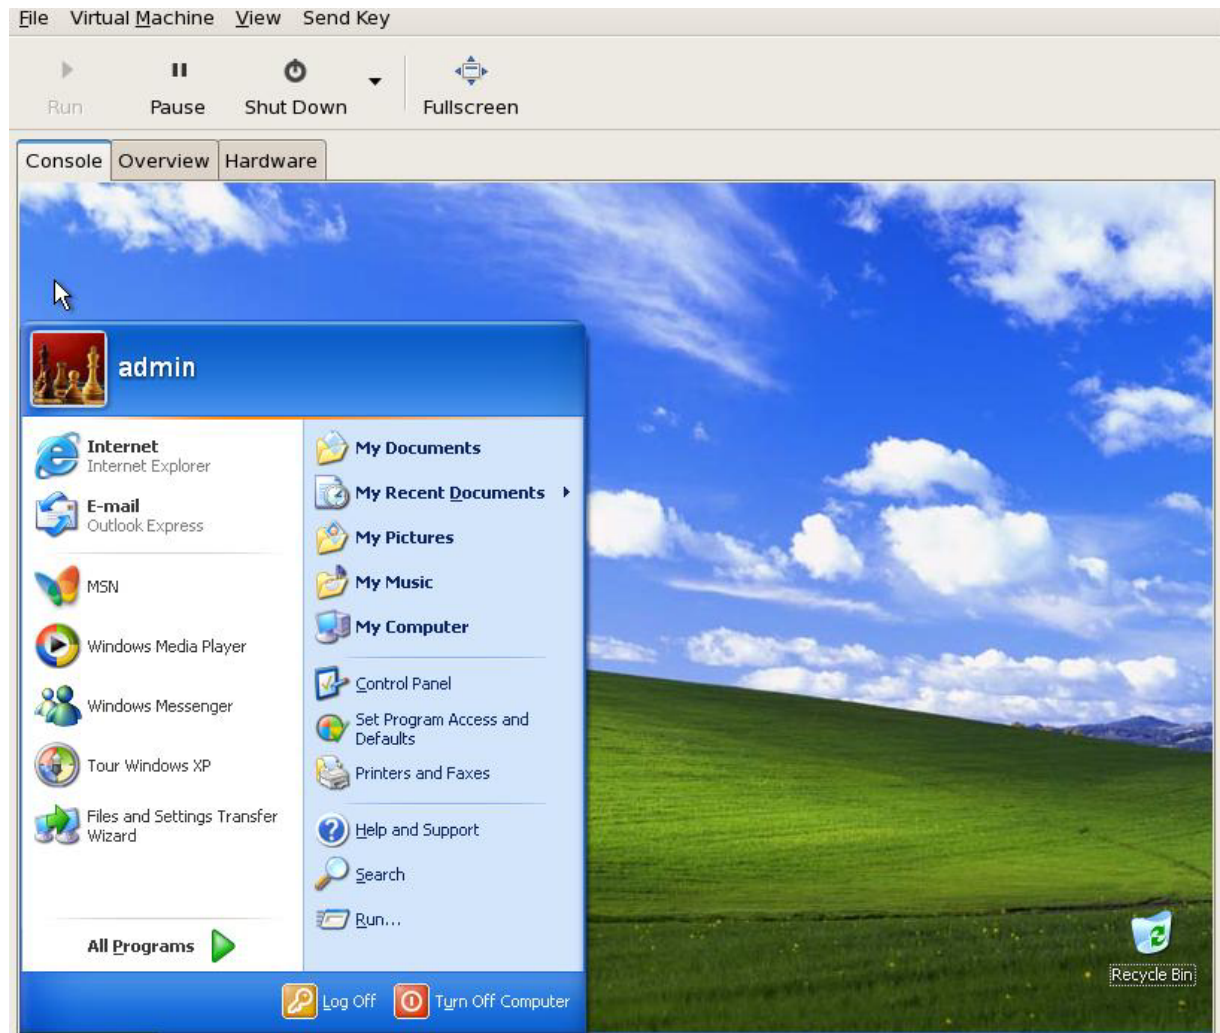 File Virtual Machine View Send Key
Run Pause Shut Down Fullscreen
Console Overview Hardware
admin
Internet
Internet Explorer
E-mail
Outlook Express
MSN
Windows Media Player
Windows Messenger
Tour Windows XP
Files and Settings Transfer
Wizard
All Programs
My Documents
My Recent Documents
My Pictures
My Music
My Computer
Control Panel
Set Program Access and
Defaults
Printers and Faxes
Help and Support
Search
Run...
Log Off Turn Off Computer
Recycle Bin